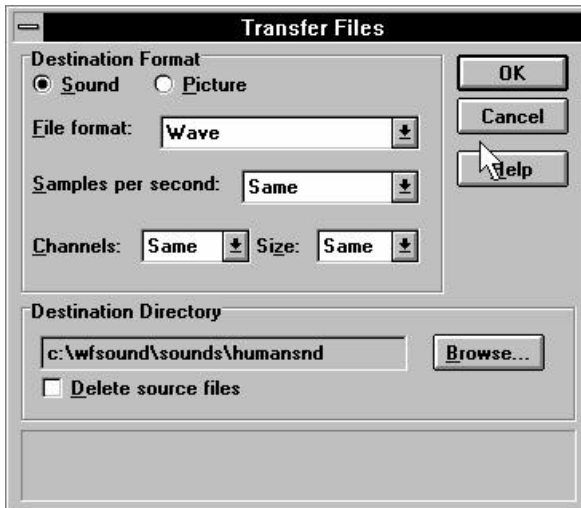 Transfer Files
Destination Format
Sound Picture
File format: Wave
Samples per second: Same
Channels: Same Size: Same
OK
Cancel
Help
Destination Directory
c:\wfsound\sounds\humansnd
Browse...
Delete source files